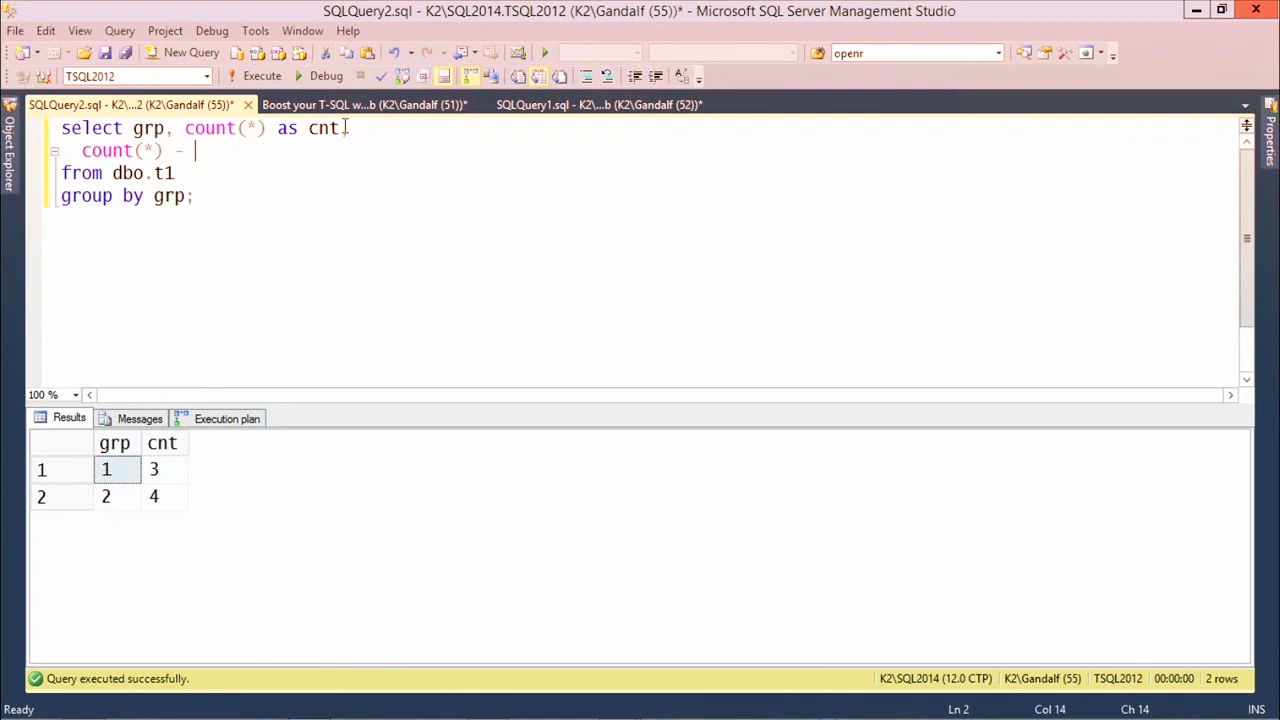 SQLQuery2.sql - K2\SQL2014.TSQL2012 (K2\Gandalf (55))* - Microsoft SQL Server Management Studio
File Edit View Query Project Debug Tools Window Help
New Query openr
TSQL2012 Execute Debug
SQLQuery2.sql - K2\...2 (K2\Gandalf (55))* Boost your T-SQL w...b (K2\Gandalf (51))* SQLQuery1.sql - K2\...b (K2\Gandalf (52))*
Object Explorer
Properties
select grp, count(*) as cnt,
count(*) -
from dbo.t1
group by grp;
100 %
Results Messages Execution plan
grp cnt
1 1 3
2 2 4
Query executed successfully. K2\SQL2014 (12.0 CTP) K2\Gandalf (55) TSQL2012 00:00:00 2 rows
Ready Ln 2 Col 14 Ch 14 INS